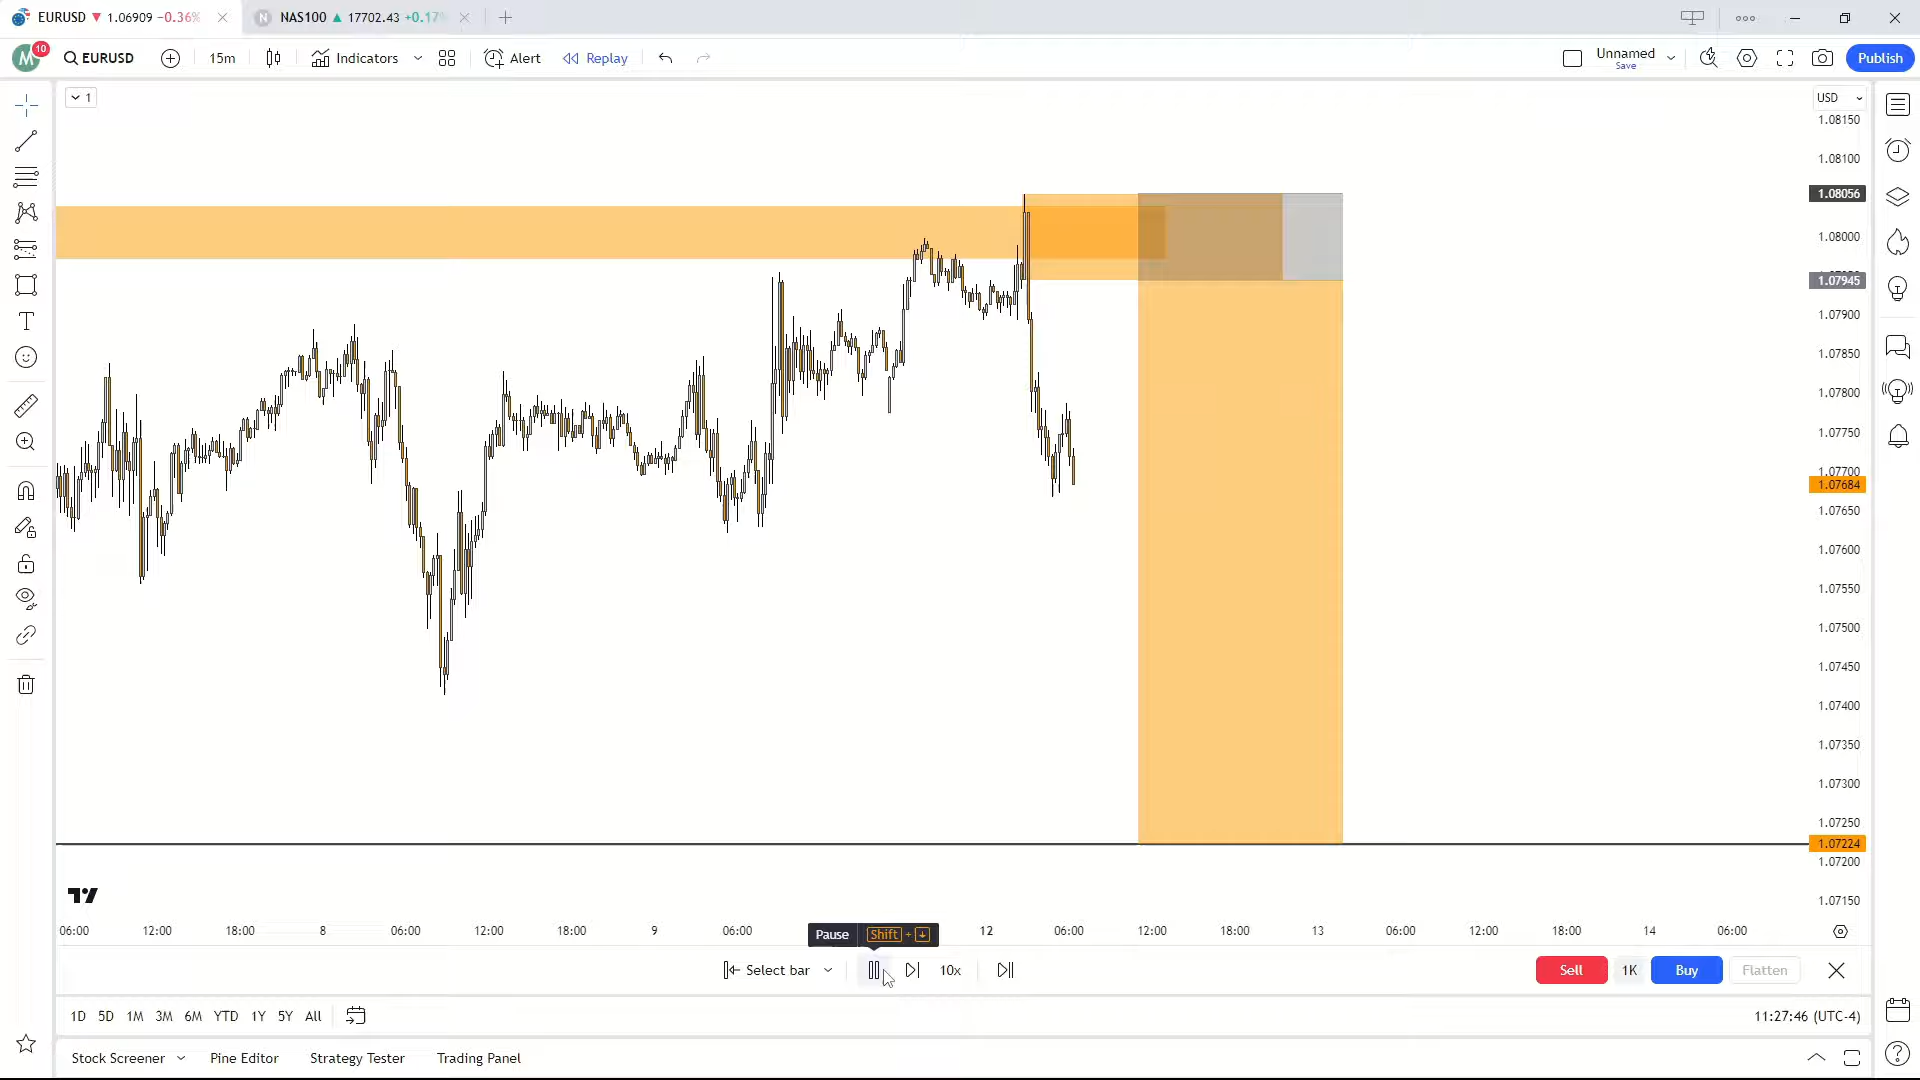 EURUSD ▼ 1.06909 −0.36%
NAS100 ▲ 17702.43 +0.17%
M 10 EURUSD 15m Indicators Alert Replay Unnamed Publish
Save
1
USD
1.08150
1.08100
1.08056
1.08000
1.07945
1.07900
1.07850
1.07800
1.07750
1.07700
1.07684
1.07650
1.07600
1.07550
1.07500
1.07450
1.07400
1.07350
1.07300
1.07250
1.07224
1.07200
1.07150
06:00 12:00 18:00 8 06:00 12:00 18:00 9 06:00 12 06:00 12:00 18:00 13 06:00 12:00 18:00 14 06:00
Pause Shift + ↓
Select bar 10x Sell 1K Buy Flatten
1D 5D 1M 3M 6M YTD 1Y 5Y All 11:27:46 (UTC-4)
Stock Screener Pine Editor Strategy Tester Trading Panel